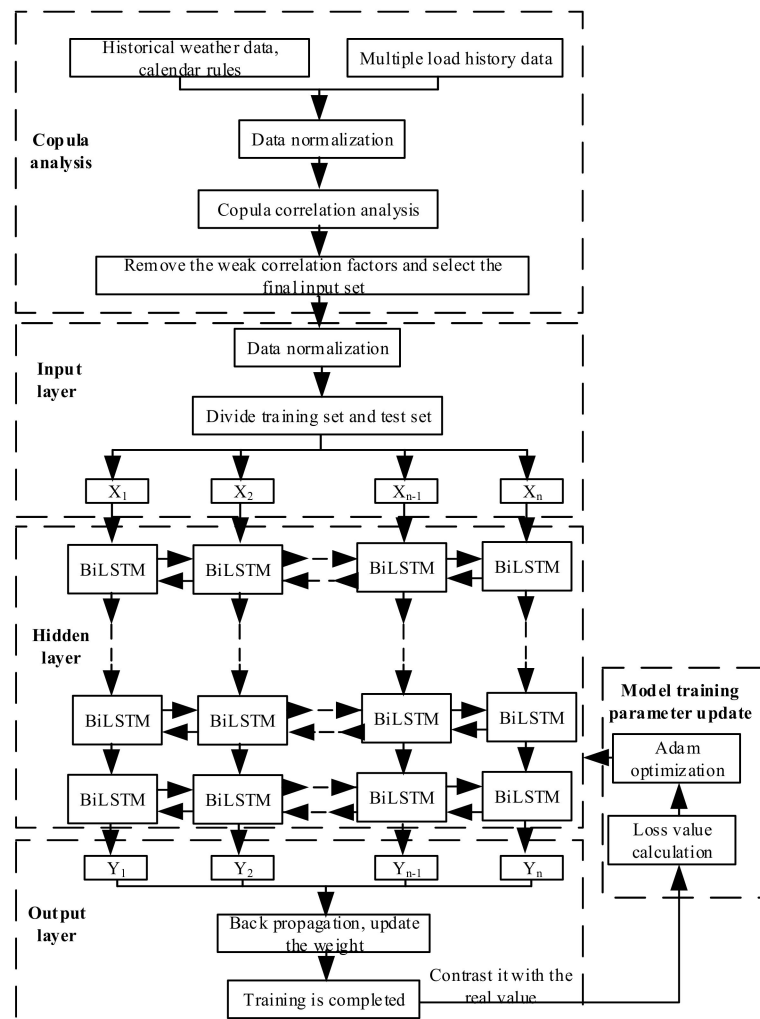 Historical weather data,
calendar rules
Multiple load history data
Copula
analysis
Data normalization
Copula correlation analysis
Remove the weak correlation factors and select the
final input set
Input
layer
Data normalization
Divide training set and test set
X1
X2
Xn-1
Xn
BiLSTM
BiLSTM
BiLSTM
BiLSTM
Hidden
layer
BiLSTM
BiLSTM
BiLSTM
BiLSTM
BiLSTM
BiLSTM
BiLSTM
BiLSTM
Model training
parameter update
Adam
optimization
Loss value
calculation
Y1
Y2
Yn-1
Yn
Output
layer
Back propagation, update
the weight
Training is completed
Contrast it with the
real value